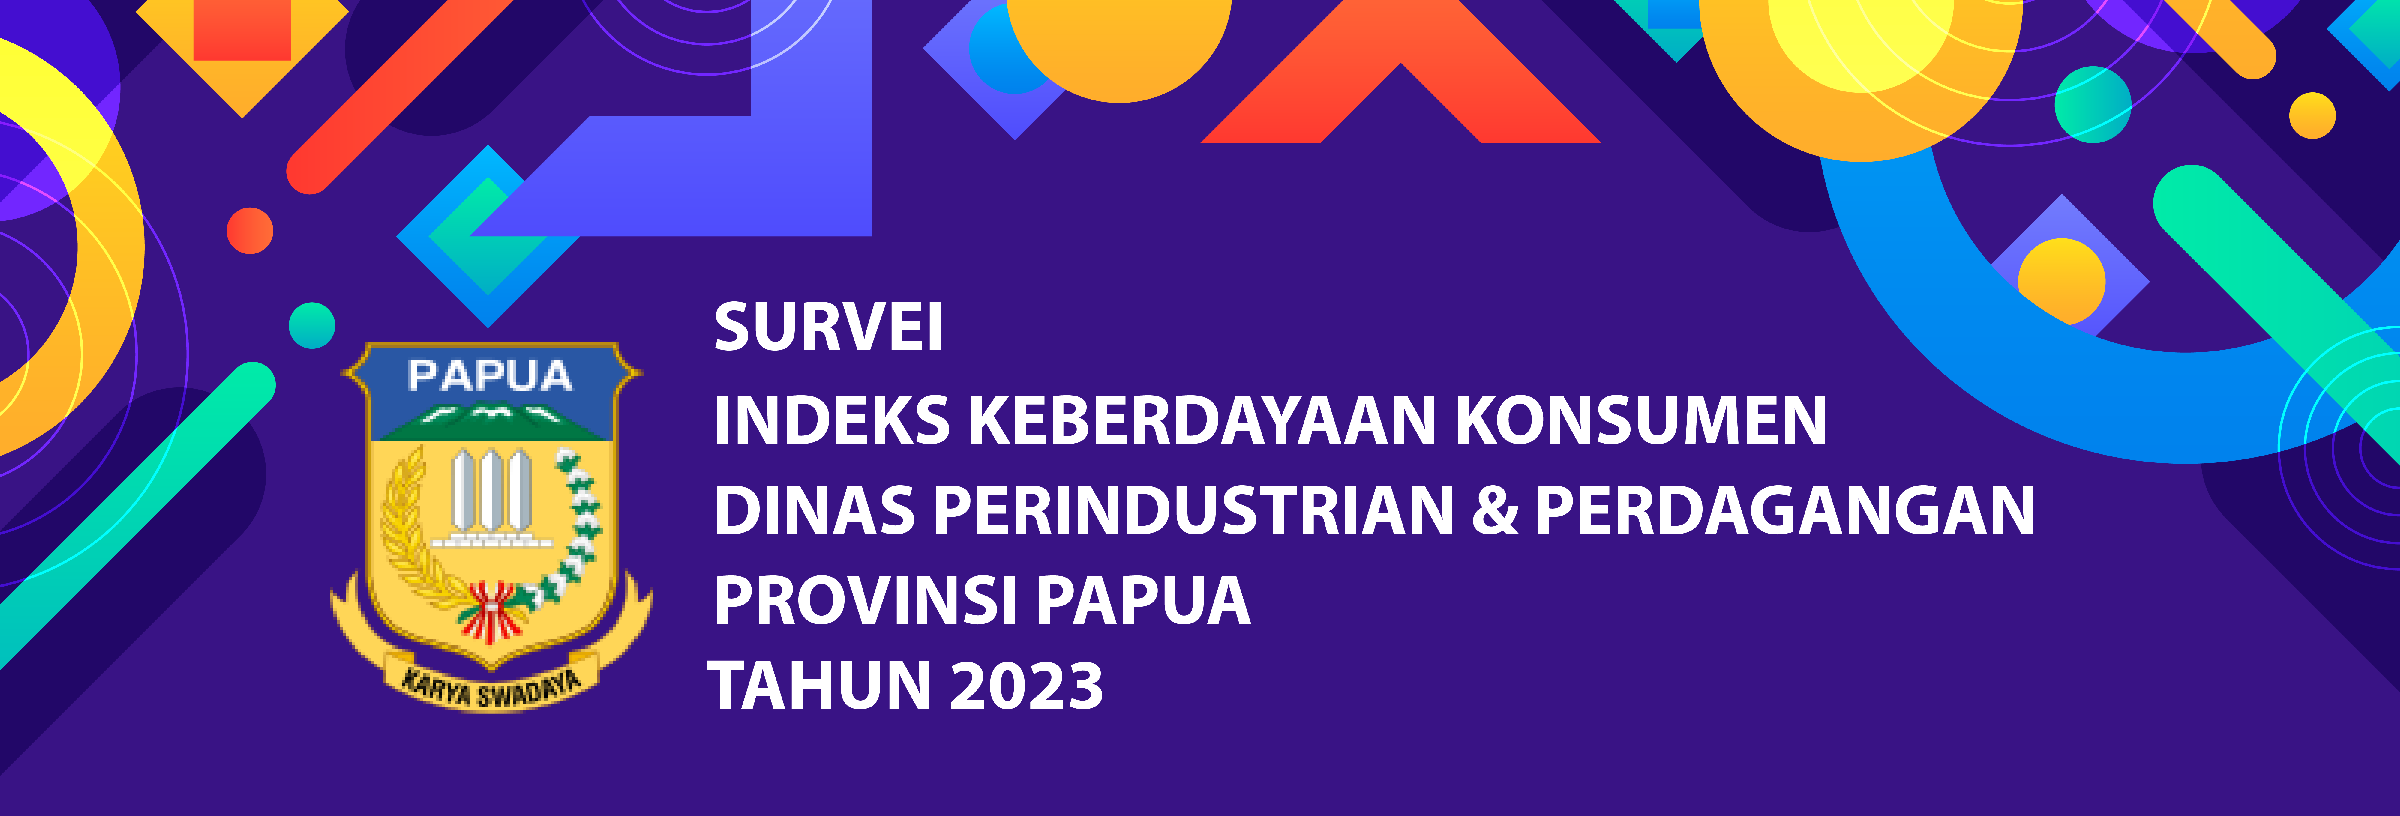 SURVEI
INDEKS KEBERDAYAAN KONSUMEN
DINAS PERINDUSTRIAN & PERDAGANGAN
PROVINSI PAPUA
TAHUN 2023
PAPUA
KARYA SWADAYA